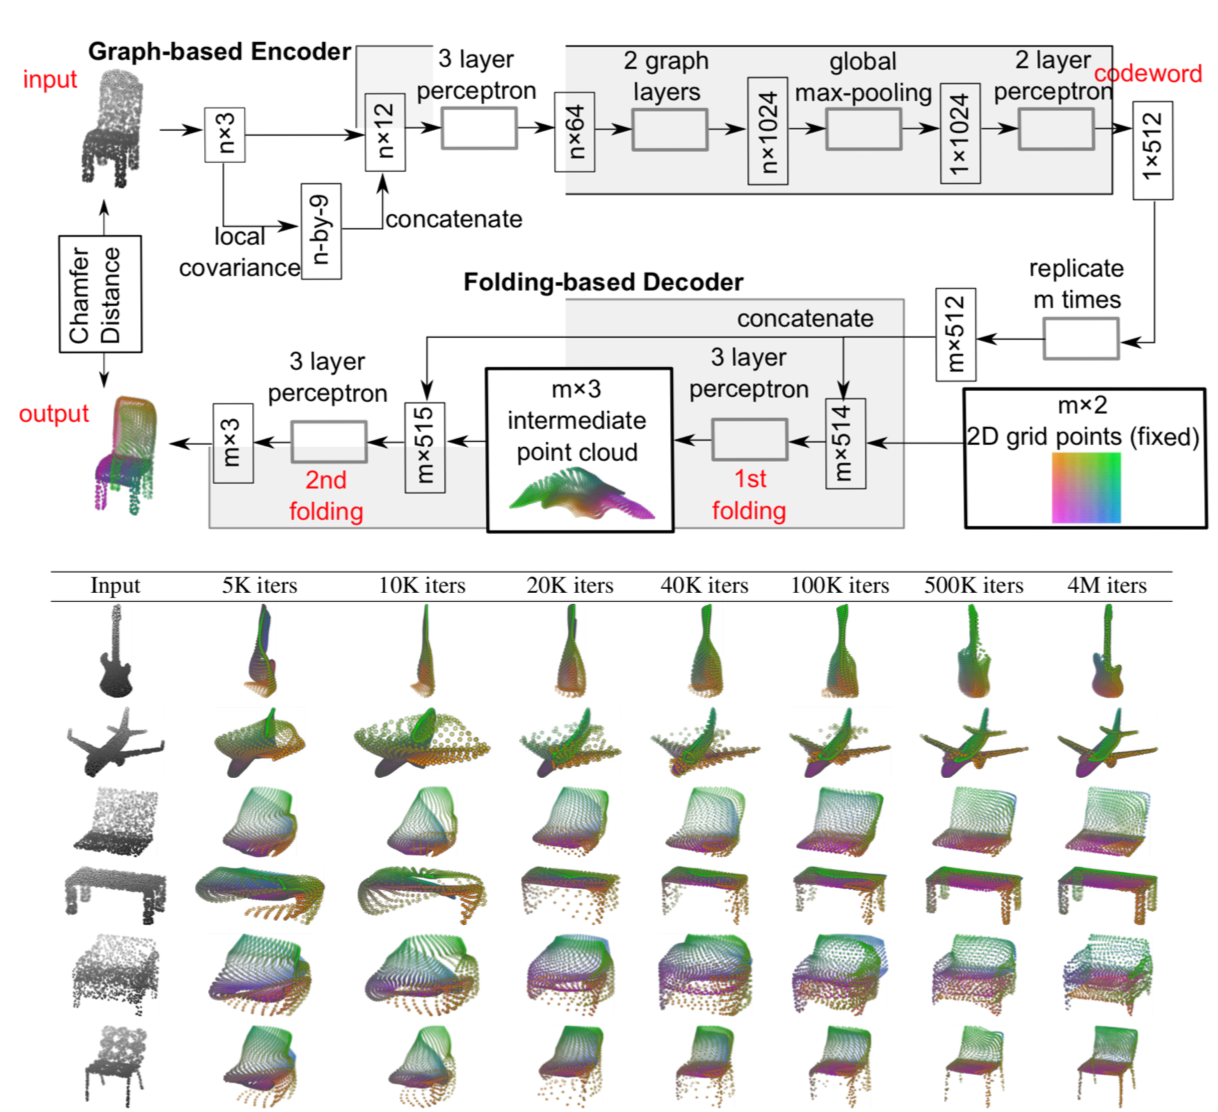 Graph-based Encoder
input
n×3
local
covariance
n-by-9
concatenate
n×12
3 layer
perceptron
n×64
2 graph
layers
n×1024
global
max-pooling
1×1024
2 layer
perceptron
codeword
1×512
Chamfer
Distance
Folding-based Decoder
replicate
m times
m×512
concatenate
m×2
2D grid points (fixed)
m×514
3 layer
perceptron
1st
folding
m×3
intermediate
point cloud
m×515
3 layer
perceptron
2nd
folding
m×3
output
Input 5K iters 10K iters 20K iters 40K iters 100K iters 500K iters 4M iters